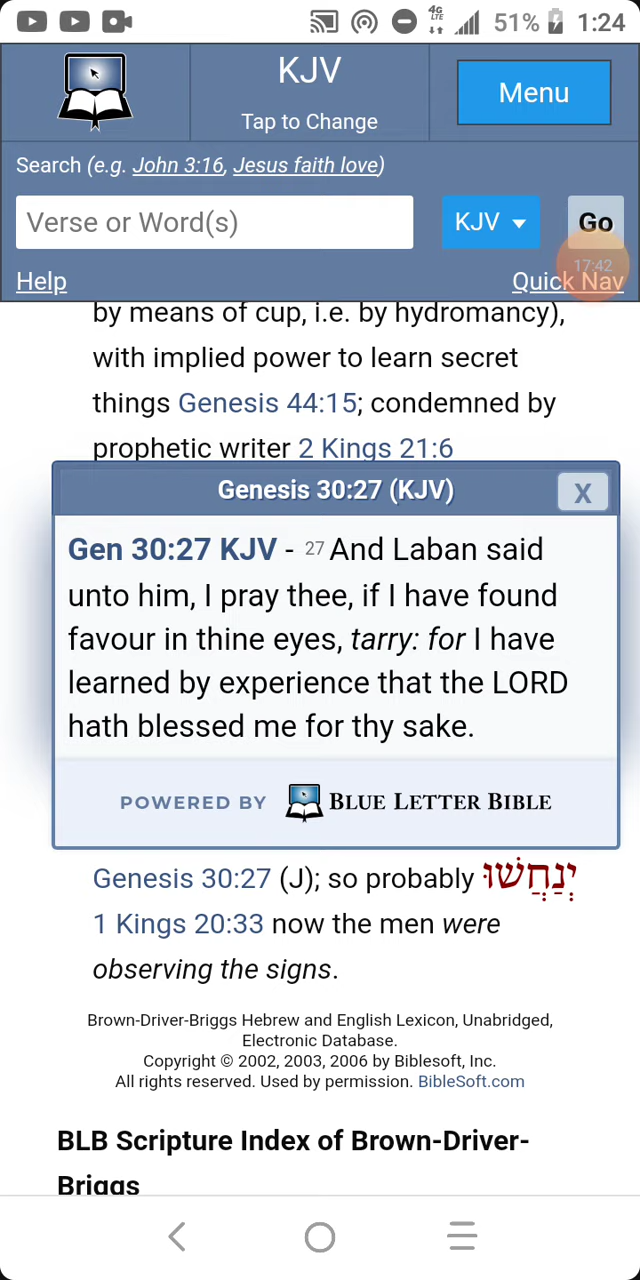 4G
LTE
51%
1:24
KJV
Tap to Change
Menu
Search (e.g. John 3:16, Jesus faith love)
Verse or Word(s)
KJV
Go
17:42
Help
Quick Nav
by means of cup, i.e. by hydromancy),
with implied power to learn secret
things Genesis 44:15; condemned by
prophetic writer 2 Kings 21:6
Genesis 30:27 (KJV)
X
Gen 30:27 KJV - 27 And Laban said
unto him, I pray thee, if I have found
favour in thine eyes, tarry: for I have
learned by experience that the LORD
hath blessed me for thy sake.
POWERED BY BLUE LETTER BIBLE
Genesis 30:27 (J); so probably יְנַחֲשׁוּ
1 Kings 20:33 now the men were
observing the signs.
Brown-Driver-Briggs Hebrew and English Lexicon, Unabridged,
Electronic Database.
Copyright © 2002, 2003, 2006 by Biblesoft, Inc.
All rights reserved. Used by permission. BibleSoft.com
BLB Scripture Index of Brown-Driver-
Briggs